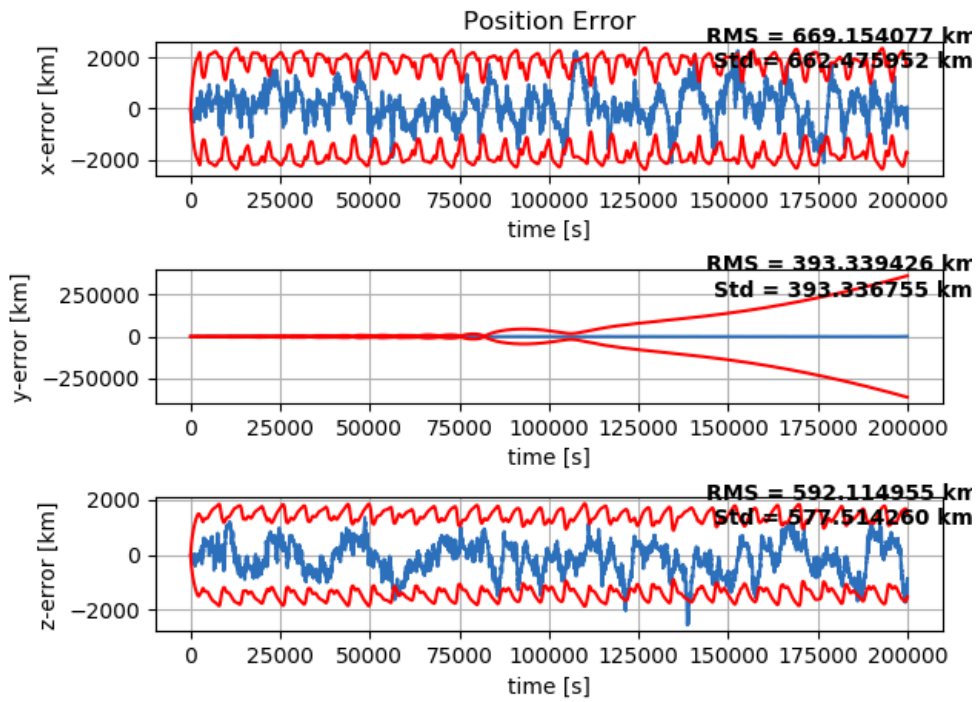 Position Error
RMS = 669.154077 km
Std = 662.475952 km
x-error [km]
2000
0
−2000
0 25000 50000 75000 100000 125000 150000 175000 200000
time [s]
RMS = 393.339426 km
Std = 393.336755 km
y-error [km]
250000
0
−250000
0 25000 50000 75000 100000 125000 150000 175000 200000
time [s]
RMS = 592.114955 km
Std = 577.514260 km
z-error [km]
2000
0
−2000
0 25000 50000 75000 100000 125000 150000 175000 200000
time [s]